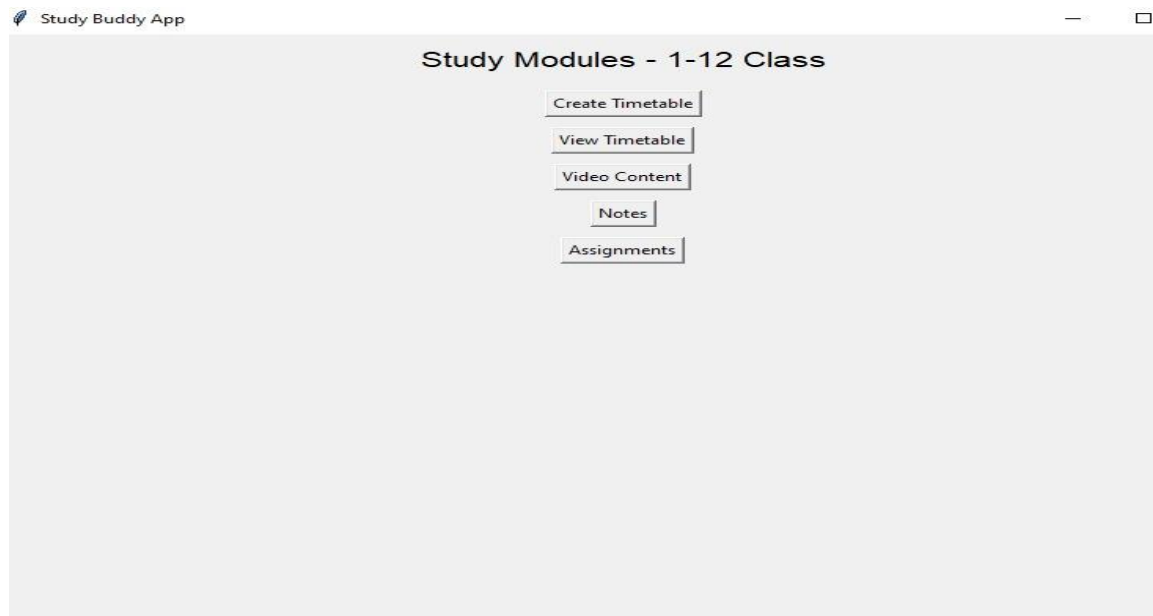 Study Buddy App
Study Modules - 1-12 Class
Create Timetable
View Timetable
Video Content
Notes
Assignments